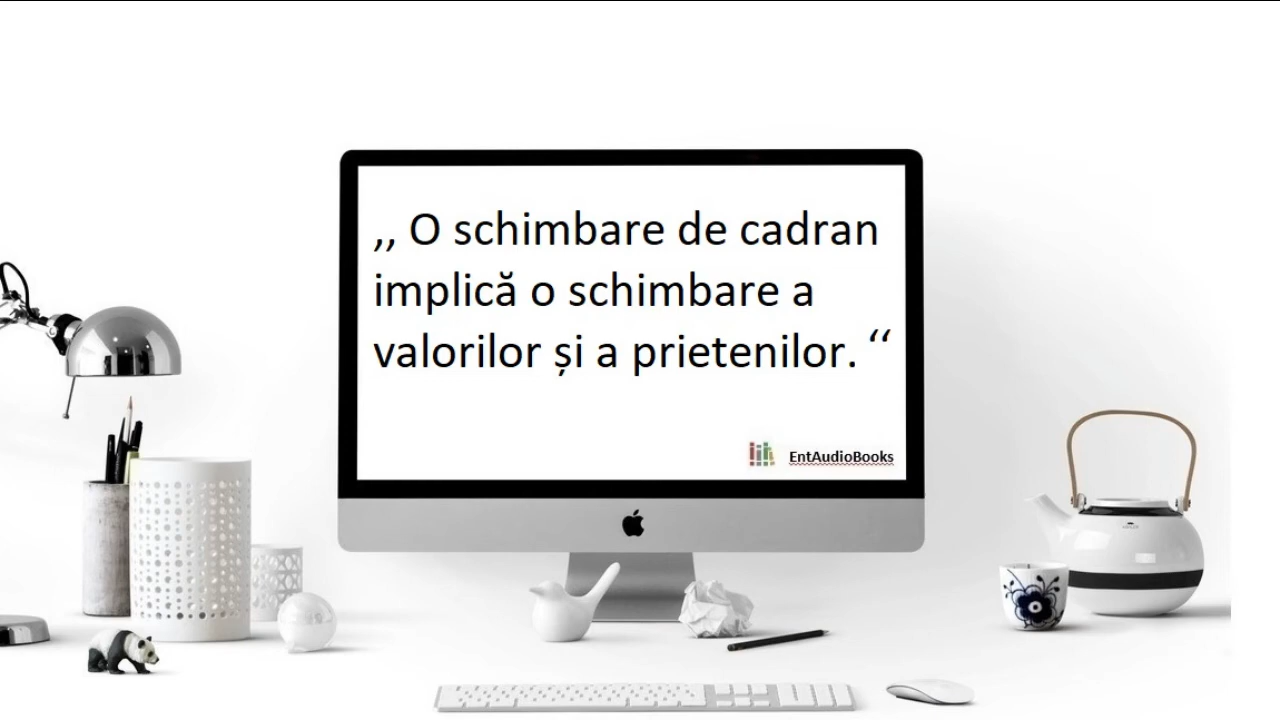 ,, O schimbare de cadran
implică o schimbare a
valorilor și a prietenilor. “
EntAudioBooks